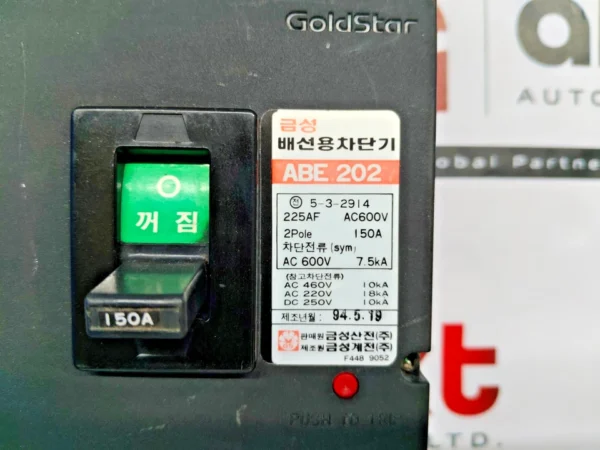 GoldStar
금성
배선용차단기
ABE 202
전 5-3-2914
225AF AC600V
2Pole 150A
차단전류 (sym)
AC 600V 7.5kA
(참고차단전류)
AC 460V 10kA
AC 220V 18kA
DC 250V 10kA
제조년월: 94.5.19
판매원 금성산전(주)
제조원 금성계전(주)
F448 9052
꺼짐
150A
PUSH TO
AUTO
obal Partne
t
LTD.